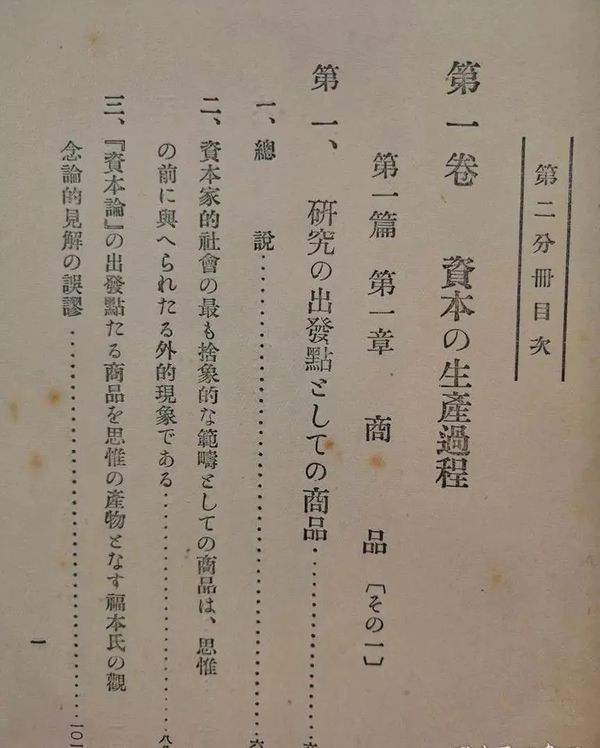 第二分冊目次
第一卷 資本の生產過程
第一篇 第一章 商品〔その一〕
第一、研究の出發點としての商品
一、總說
二、資本家的社會の最も捨象的な範疇としての商品は、思惟
の前に與へられたる外的現象である
三、『資本論』の出發點たる商品を思惟の產物となす福本氏の觀
念論的見解の誤謬
一